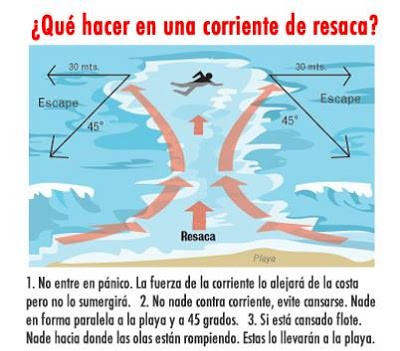 ¿Qué hacer en una corriente de resaca?
30 mts.
30 mts.
Escape
Escape
45°
45°
Resaca
Playa
1. No entre en pánico. La fuerza de la corriente lo alejará de la costa
pero no lo sumergirá. 2. No nade contra corriente, evite cansarse. Nade
en forma paralela a la playa y a 45 grados. 3. Si está cansado flote.
Nade hacia donde las olas están rompiendo. Estas lo llevarán a la playa.